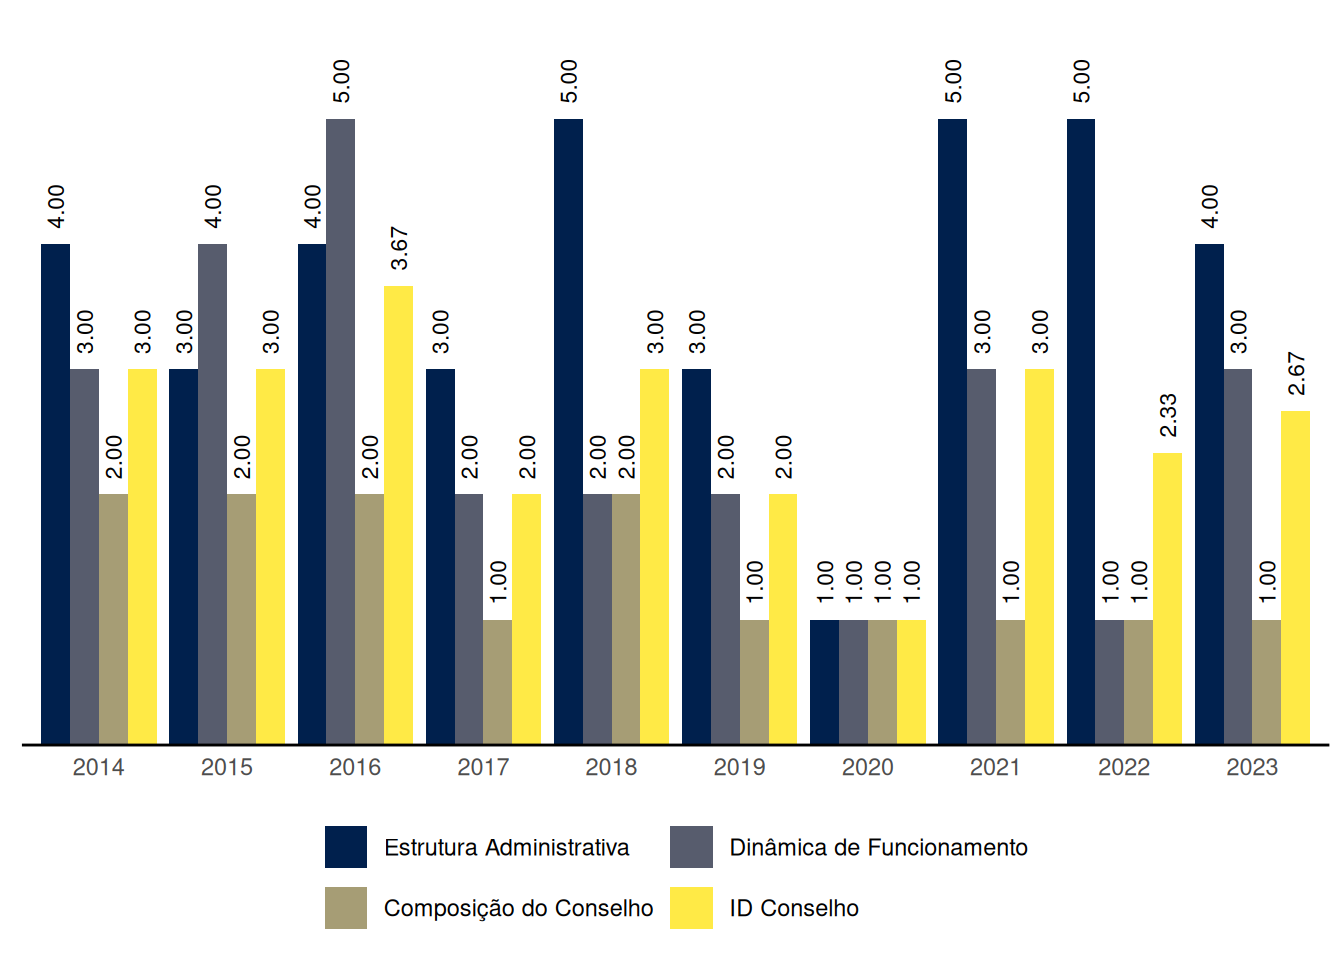 5.00 5.00 5.00 5.00
4.00 4.00 4.00 4.00
3.67
3.00 3.00 3.00 3.00 3.00 3.00 3.00 3.00 3.00
2.67
2.33
2.00 2.00 2.00 2.00 2.00 2.00 2.00 2.00 2.00
1.00 1.00 1.00 1.00 1.00 1.00 1.00 1.00 1.00 1.00
2014 2015 2016 2017 2018 2019 2020 2021 2022 2023
Estrutura Administrativa Dinâmica de Funcionamento
Composição do Conselho ID Conselho